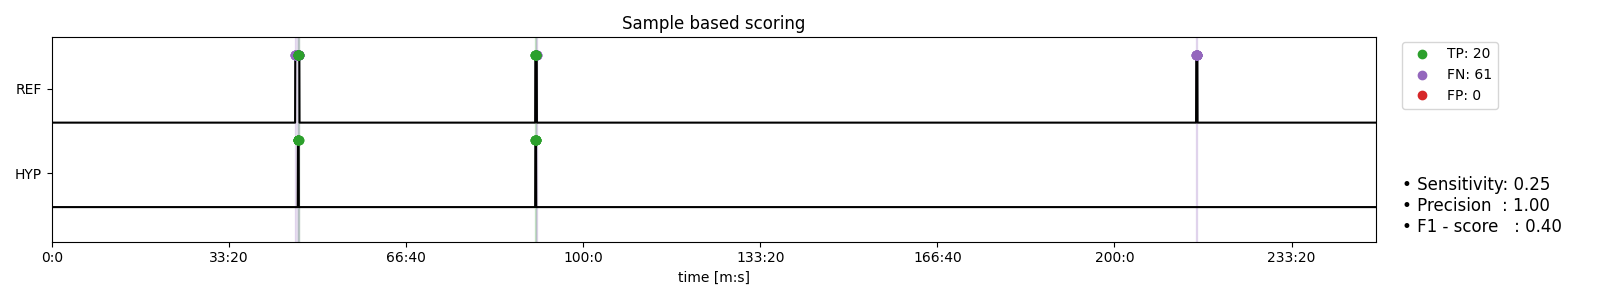 Sample based scoring
REF
HYP
0:0
33:20
66:40
100:0
133:20
166:40
200:0
233:20
time [m:s]
TP: 20
FN: 61
FP: 0
• Sensitivity: 0.25
• Precision : 1.00
• F1 - score : 0.40